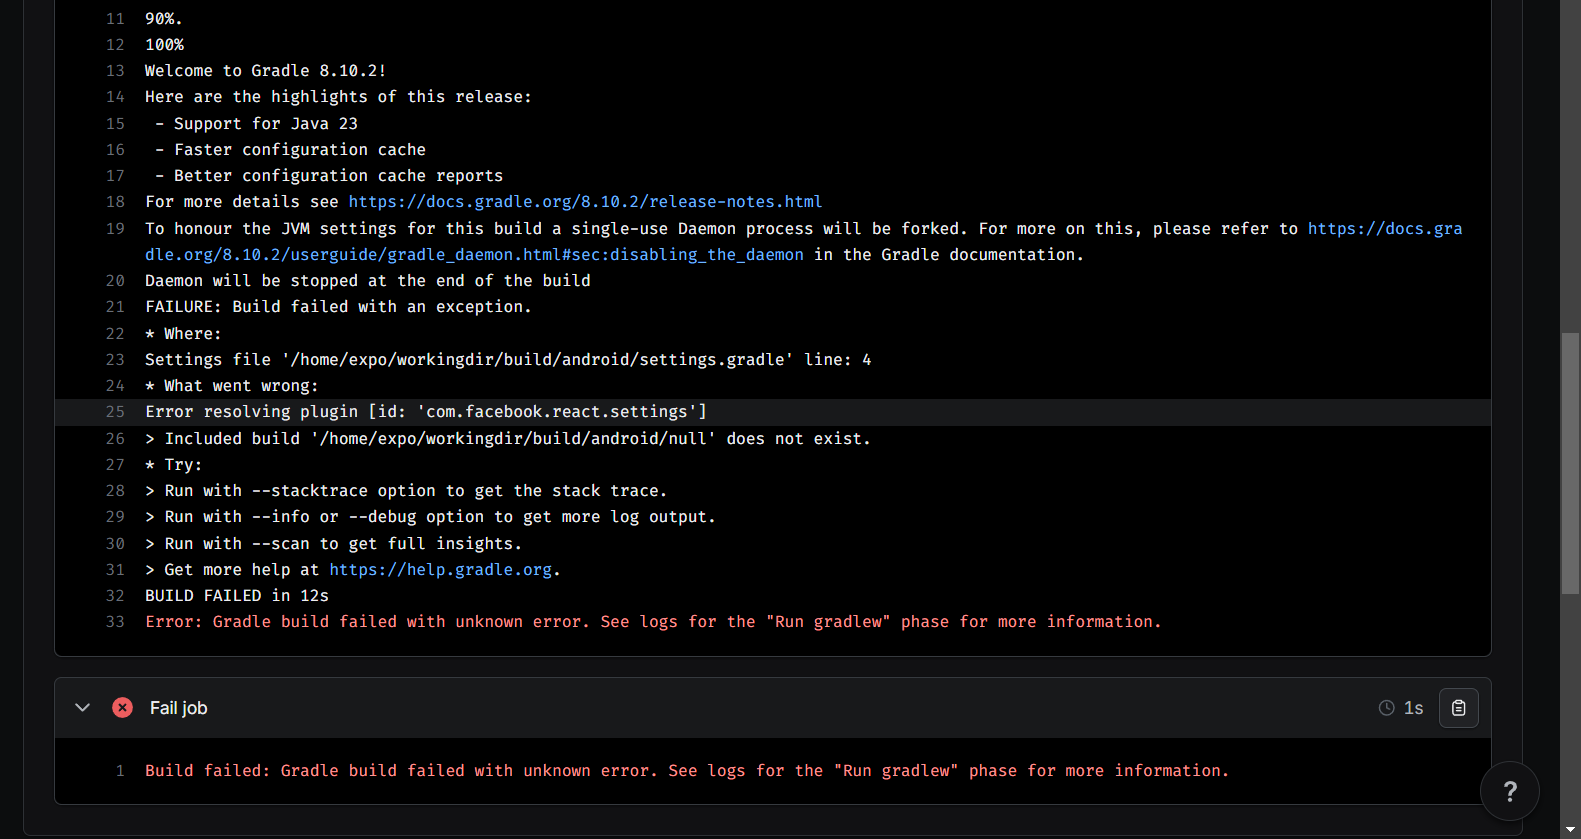 11 90%.
12 100%
13 Welcome to Gradle 8.10.2!
14 Here are the highlights of this release:
15  - Support for Java 23
16  - Faster configuration cache
17  - Better configuration cache reports
18 For more details see https://docs.gradle.org/8.10.2/release-notes.html
19 To honour the JVM settings for this build a single-use Daemon process will be forked. For more on this, please refer to https://docs.gra
dle.org/8.10.2/userguide/gradle_daemon.html#sec:disabling_the_daemon in the Gradle documentation.
20 Daemon will be stopped at the end of the build
21 FAILURE: Build failed with an exception.
22 * Where:
23 Settings file '/home/expo/workingdir/build/android/settings.gradle' line: 4
24 * What went wrong:
25 Error resolving plugin [id: 'com.facebook.react.settings']
26 > Included build '/home/expo/workingdir/build/android/null' does not exist.
27 * Try:
28 > Run with --stacktrace option to get the stack trace.
29 > Run with --info or --debug option to get more log output.
30 > Run with --scan to get full insights.
31 > Get more help at https://help.gradle.org.
32 BUILD FAILED in 12s
33 Error: Gradle build failed with unknown error. See logs for the "Run gradlew" phase for more information.
Fail job 1s
1 Build failed: Gradle build failed with unknown error. See logs for the "Run gradlew" phase for more information.
?